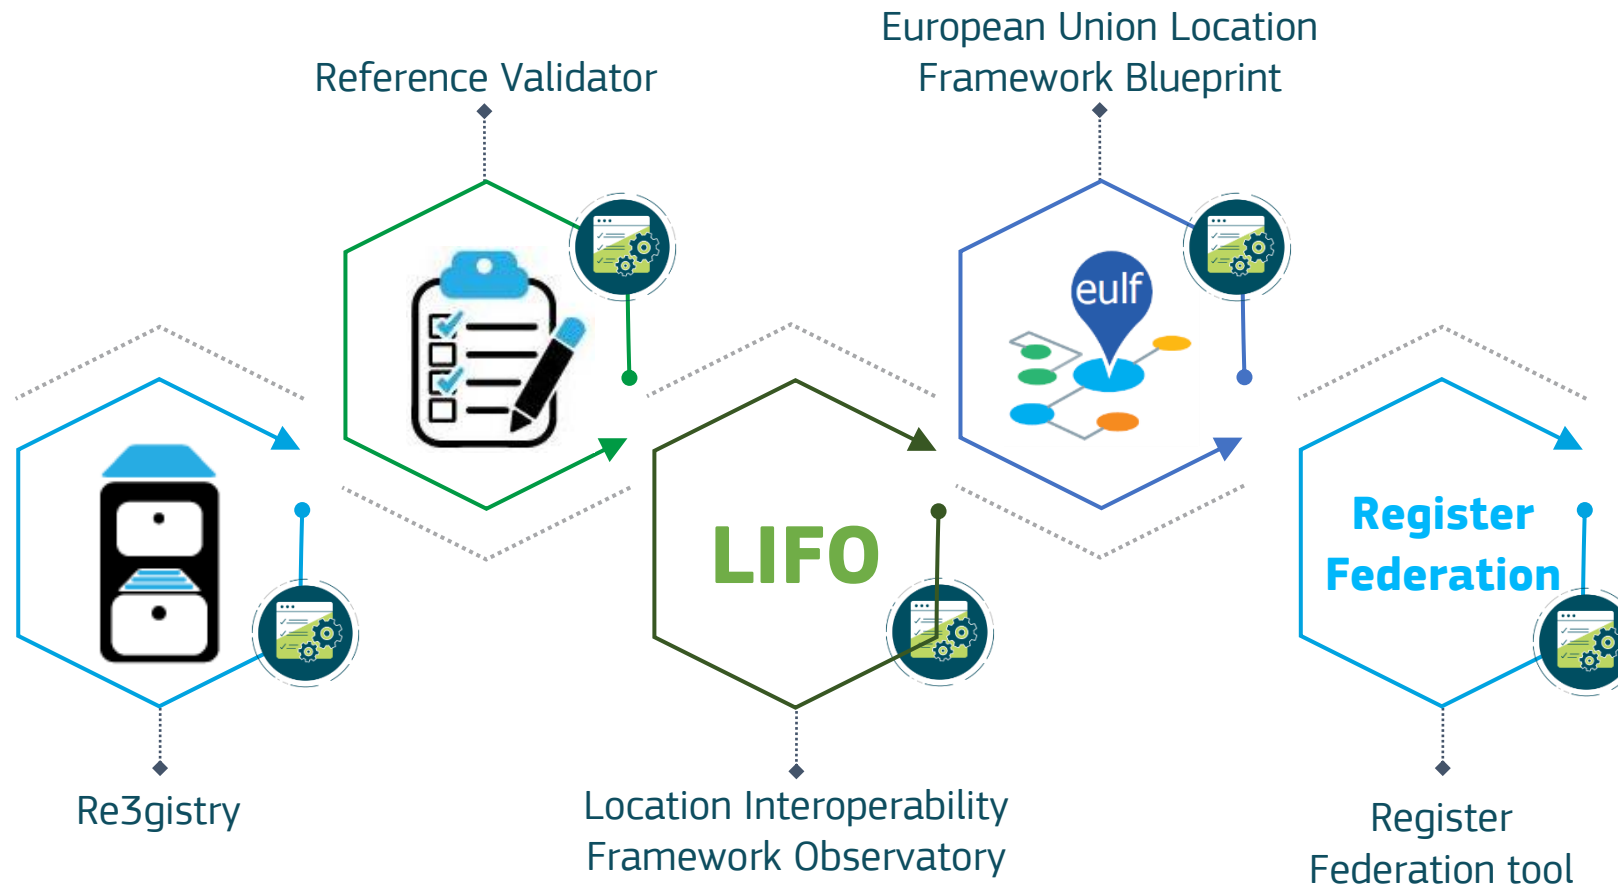 European Union Location
Framework Blueprint
Reference Validator
eulf
LIFO
Register
Federation
Re3gistry
Location Interoperability
Framework Observatory
Register
Federation tool